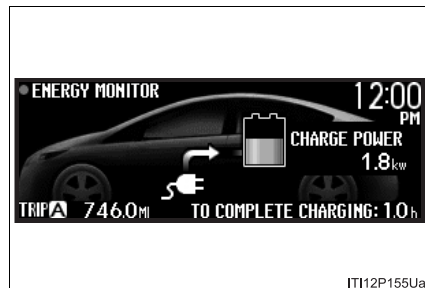 ENERGY MONITOR
12:00
PM
CHARGE POWER
1.8kw
TRIP A 746.0MI
TO COMPLETE CHARGING: 1.0h
ITI12P155Ua